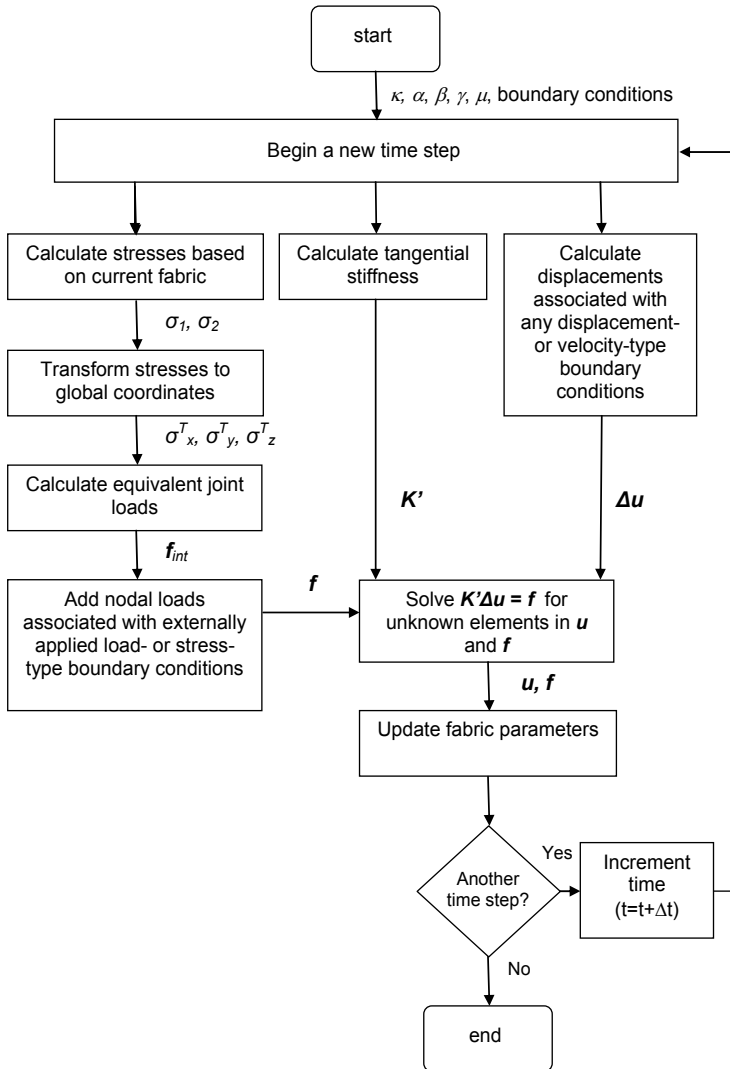 start
κ, α, β, γ, μ, boundary conditions
Begin a new time step
Calculate stresses based
on current fabric
σ1, σ2
Transform stresses to
global coordinates
σTx, σTy, σTz
Calculate equivalent joint
loads
fint
Add nodal loads
associated with externally
applied load- or stress-
type boundary conditions
f
Calculate tangential
stiffness
K’
Calculate
displacements
associated with
any displacement-
or velocity-type
boundary
conditions
Δu
Solve K’Δu = f for
unknown elements in u
and f
u, f
Update fabric parameters
Another
time step?
Yes
Increment
time
(t=t+Δt)
No
end